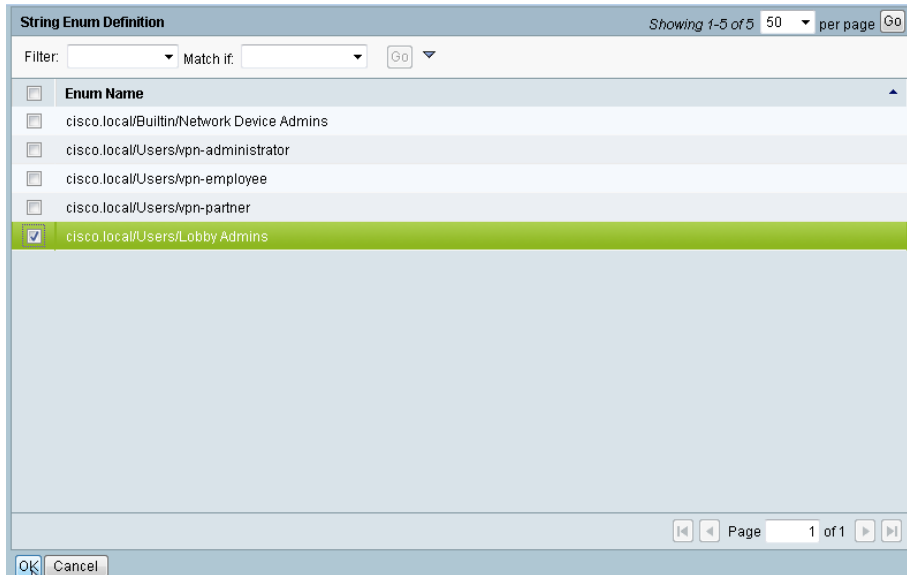 String Enum Definition Showing 1-5 of 5 50 per page Go
Filter: Match if: Go
Enum Name
cisco.local/Builtin/Network Device Admins
cisco.local/Users/vpn-administrator
cisco.local/Users/vpn-employee
cisco.local/Users/vpn-partner
cisco.local/Users/Lobby Admins
Page 1 of 1
OK Cancel